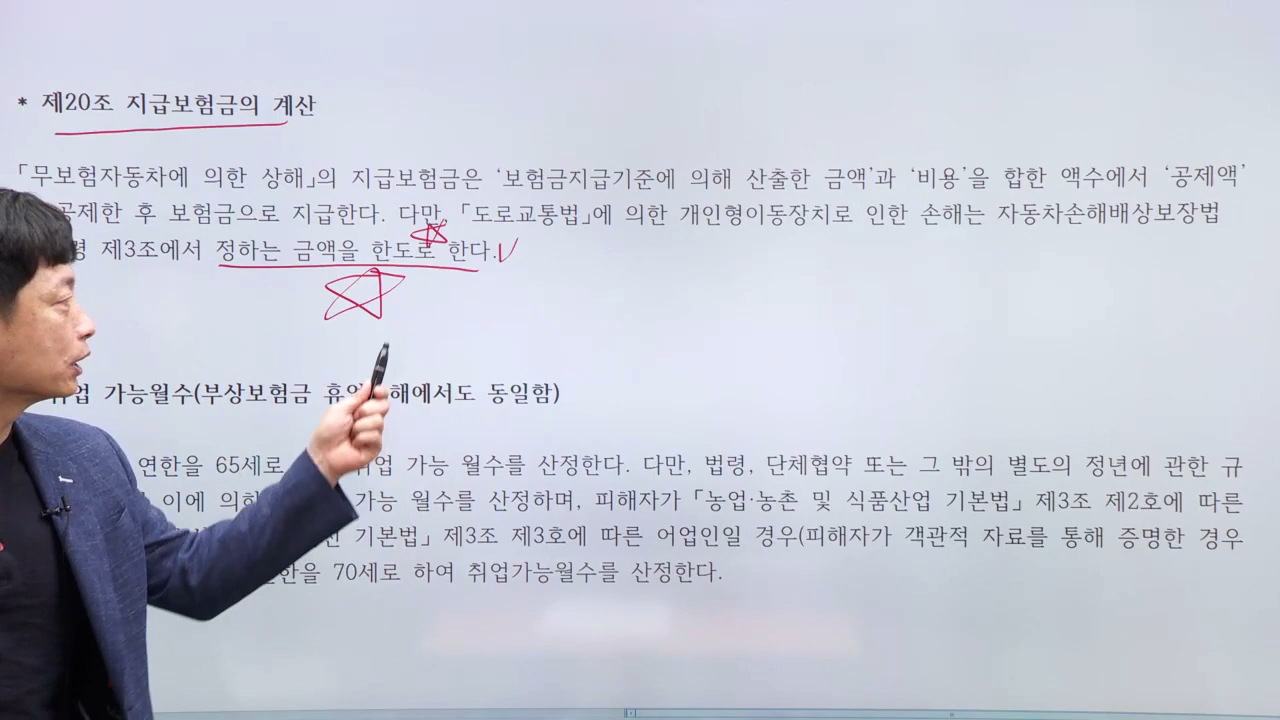 * 제20조 지급보험금의 계산
「무보험자동차에 의한 상해」의 지급보험금은 ‘보험금지급기준에 의해 산출한 금액’과 ‘비용’을 합한 액수에서 ‘공제액’
공제한 후 보험금으로 지급한다. 다만, 「도로교통법」에 의한 개인형이동장치로 인한 손해는 자동차손해배상보장법
제3조에서 정하는 금액을 한도로 한다.
가능월수(부상보험금 해에서도 동일함)
연한을 65세로 가능 월수를 산정한다. 다만, 법령, 단체협약 또는 그 밖의 별도의 정년에 관한 규
이에 의하 가능 월수를 산정하며, 피해자가 「농업·농촌 및 식품산업 기본법」 제3조 제2호에 따른
기본법」 제3조 제3호에 따른 어업인일 경우(피해자가 객관적 자료를 통해 증명한 경우
70세로 하여 취업가능월수를 산정한다.